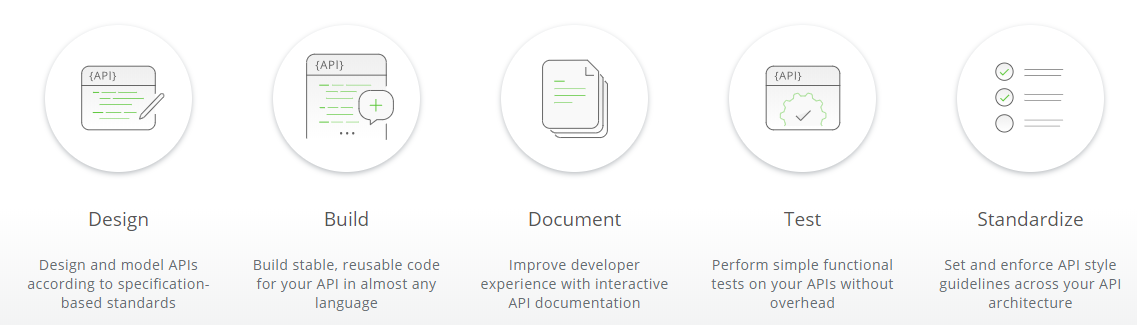 {API}
Design
Design and model APIs
according to specification-
based standards
{API}
Build
Build stable, reusable code
for your API in almost any
language
Document
Improve developer
experience with interactive
API documentation
{API}
Test
Perform simple functional
tests on your APIs without
overhead
Standardize
Set and enforce API style
guidelines across your API
architecture